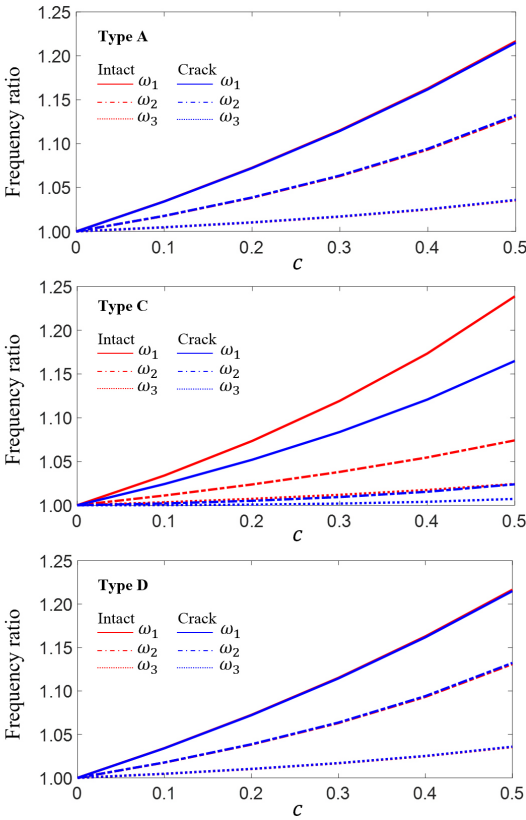 1.25
Type A
1.20
Intact Crack
ω1 ω1
1.15
ω2 ω2
ω3 ω3
1.10
Frequency ratio
1.05
1.00
0 0.1 0.2 0.3 0.4 0.5
c
1.25
Type C
1.20
Intact Crack
ω1 ω1
1.15
ω2 ω2
ω3 ω3
1.10
Frequency ratio
1.05
1.00
0 0.1 0.2 0.3 0.4 0.5
c
1.25
Type D
1.20
Intact Crack
ω1 ω1
1.15
ω2 ω2
ω3 ω3
1.10
Frequency ratio
1.05
1.00
0 0.1 0.2 0.3 0.4 0.5
c